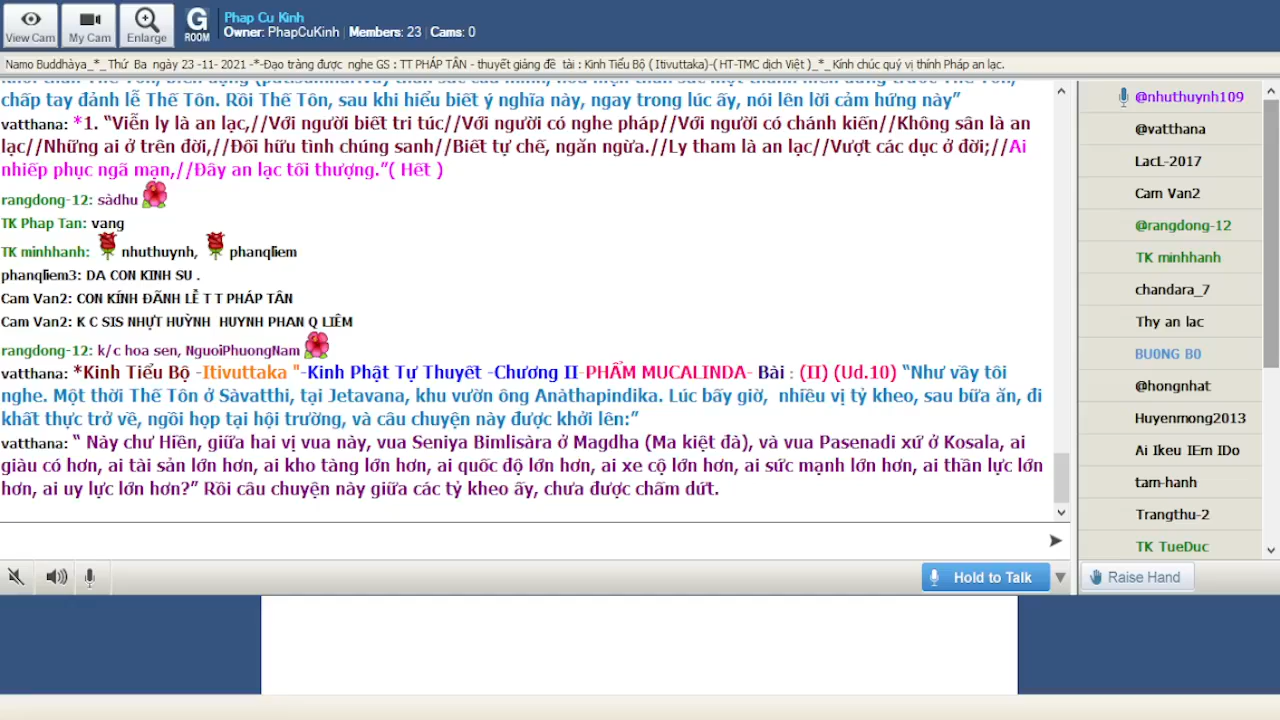 Phap Cu Kinh
Owner: PhapCuKinh | Members: 23 | Cams: 0
View Cam
My Cam
Enlarge
G
ROOM
Namo Buddhàya_*_Thứ Ba ngày 23 -11- 2021 -*-Đạo tràng được nghe GS : TT PHÁP TÂN - thuyết giảng đề tài : Kinh Tiểu Bộ ( Itivuttaka)-( HT-TMC dịch Việt )_*_ Kính chúc quý vị thính Pháp an lạc.
chấp tay đảnh lễ Thế Tôn. Rồi Thế Tôn, sau khi hiểu biết ý nghĩa này, ngay trong lúc ấy, nói lên lời cảm hứng này”
vatthana: *1. “Viễn ly là an lạc,//Với người biết tri túc//Với người có nghe pháp//Với người có chánh kiến//Không sân là an
lạc//Những ai ở trên đời,//Đối hữu tình chúng sanh//Biết tự chế, ngăn ngừa.//Ly tham là an lạc//Vượt các dục ở đời;//Ai
nhiếp phục ngã mạn,//Đây an lạc tối thượng.”( Hết )
rangdong-12: sàdhu
TK Phap Tan: vang
TK minhhanh: nhuthuynh, phanqliem
phanqliem3: DA CON KINH SU .
Cam Van2: CON KÍNH ĐÃNH LỄ T T PHÁP TÂN
Cam Van2: K C SIS NHỰT HUỲNH HUYNH PHAN Q LIÊM
rangdong-12: k/c hoa sen, NguoiPhuongNam
vatthana: *Kinh Tiểu Bộ -Itivuttaka "-Kinh Phật Tự Thuyết -Chương II-PHẨM MUCALINDA- Bài : (II) (Ud.10) “Như vầy tôi
nghe. Một thời Thế Tôn ở Sàvatthi, tại Jetavana, khu vườn ông Anàthapindika. Lúc bấy giờ, nhiều vị tỷ kheo, sau bữa ăn, đi
khất thực trở về, ngồi họp tại hội trường, và câu chuyện này được khởi lên:”
vatthana: “ Này chư Hiền, giữa hai vị vua này, vua Seniya Bimlisàra ở Magdha (Ma kiệt đà), và vua Pasenadi xứ ở Kosala, ai
giàu có hơn, ai tài sản lớn hơn, ai kho tàng lớn hơn, ai quốc độ lớn hơn, ai xe cộ lớn hơn, ai sức mạnh lớn hơn, ai thần lực lớn
hơn, ai uy lực lớn hơn?” Rồi câu chuyện này giữa các tỷ kheo ấy, chưa được chấm dứt.
@nhuthuynh109
@vatthana
LacL-2017
Cam Van2
@rangdong-12
TK minhhanh
chandara_7
Thy an lac
BU0NG B0
@hongnhat
Huyenmong2013
Ai Ikeu IEm IDo
tam-hanh
Trangthu-2
TK TueDuc
Hold to Talk
Raise Hand